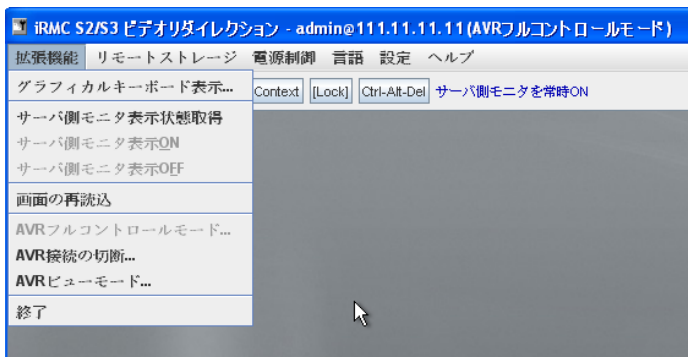 iRMC S2/S3 ビデオリダイレクション - admin@111.11.11.11(AVRフルコントロールモード)
拡張機能 リモートストレージ 電源制御 言語 設定 ヘルプ
グラフィカルキーボード表示...
Context [Lock] Ctrl-Alt-Del サーバ側モニタを常時ON
サーバ側モニタ表示状態取得
サーバ側モニタ表示ON
サーバ側モニタ表示OFF
画面の再読込
AVRフルコントロールモード...
AVR接続の切断...
AVRビューモード...
終了